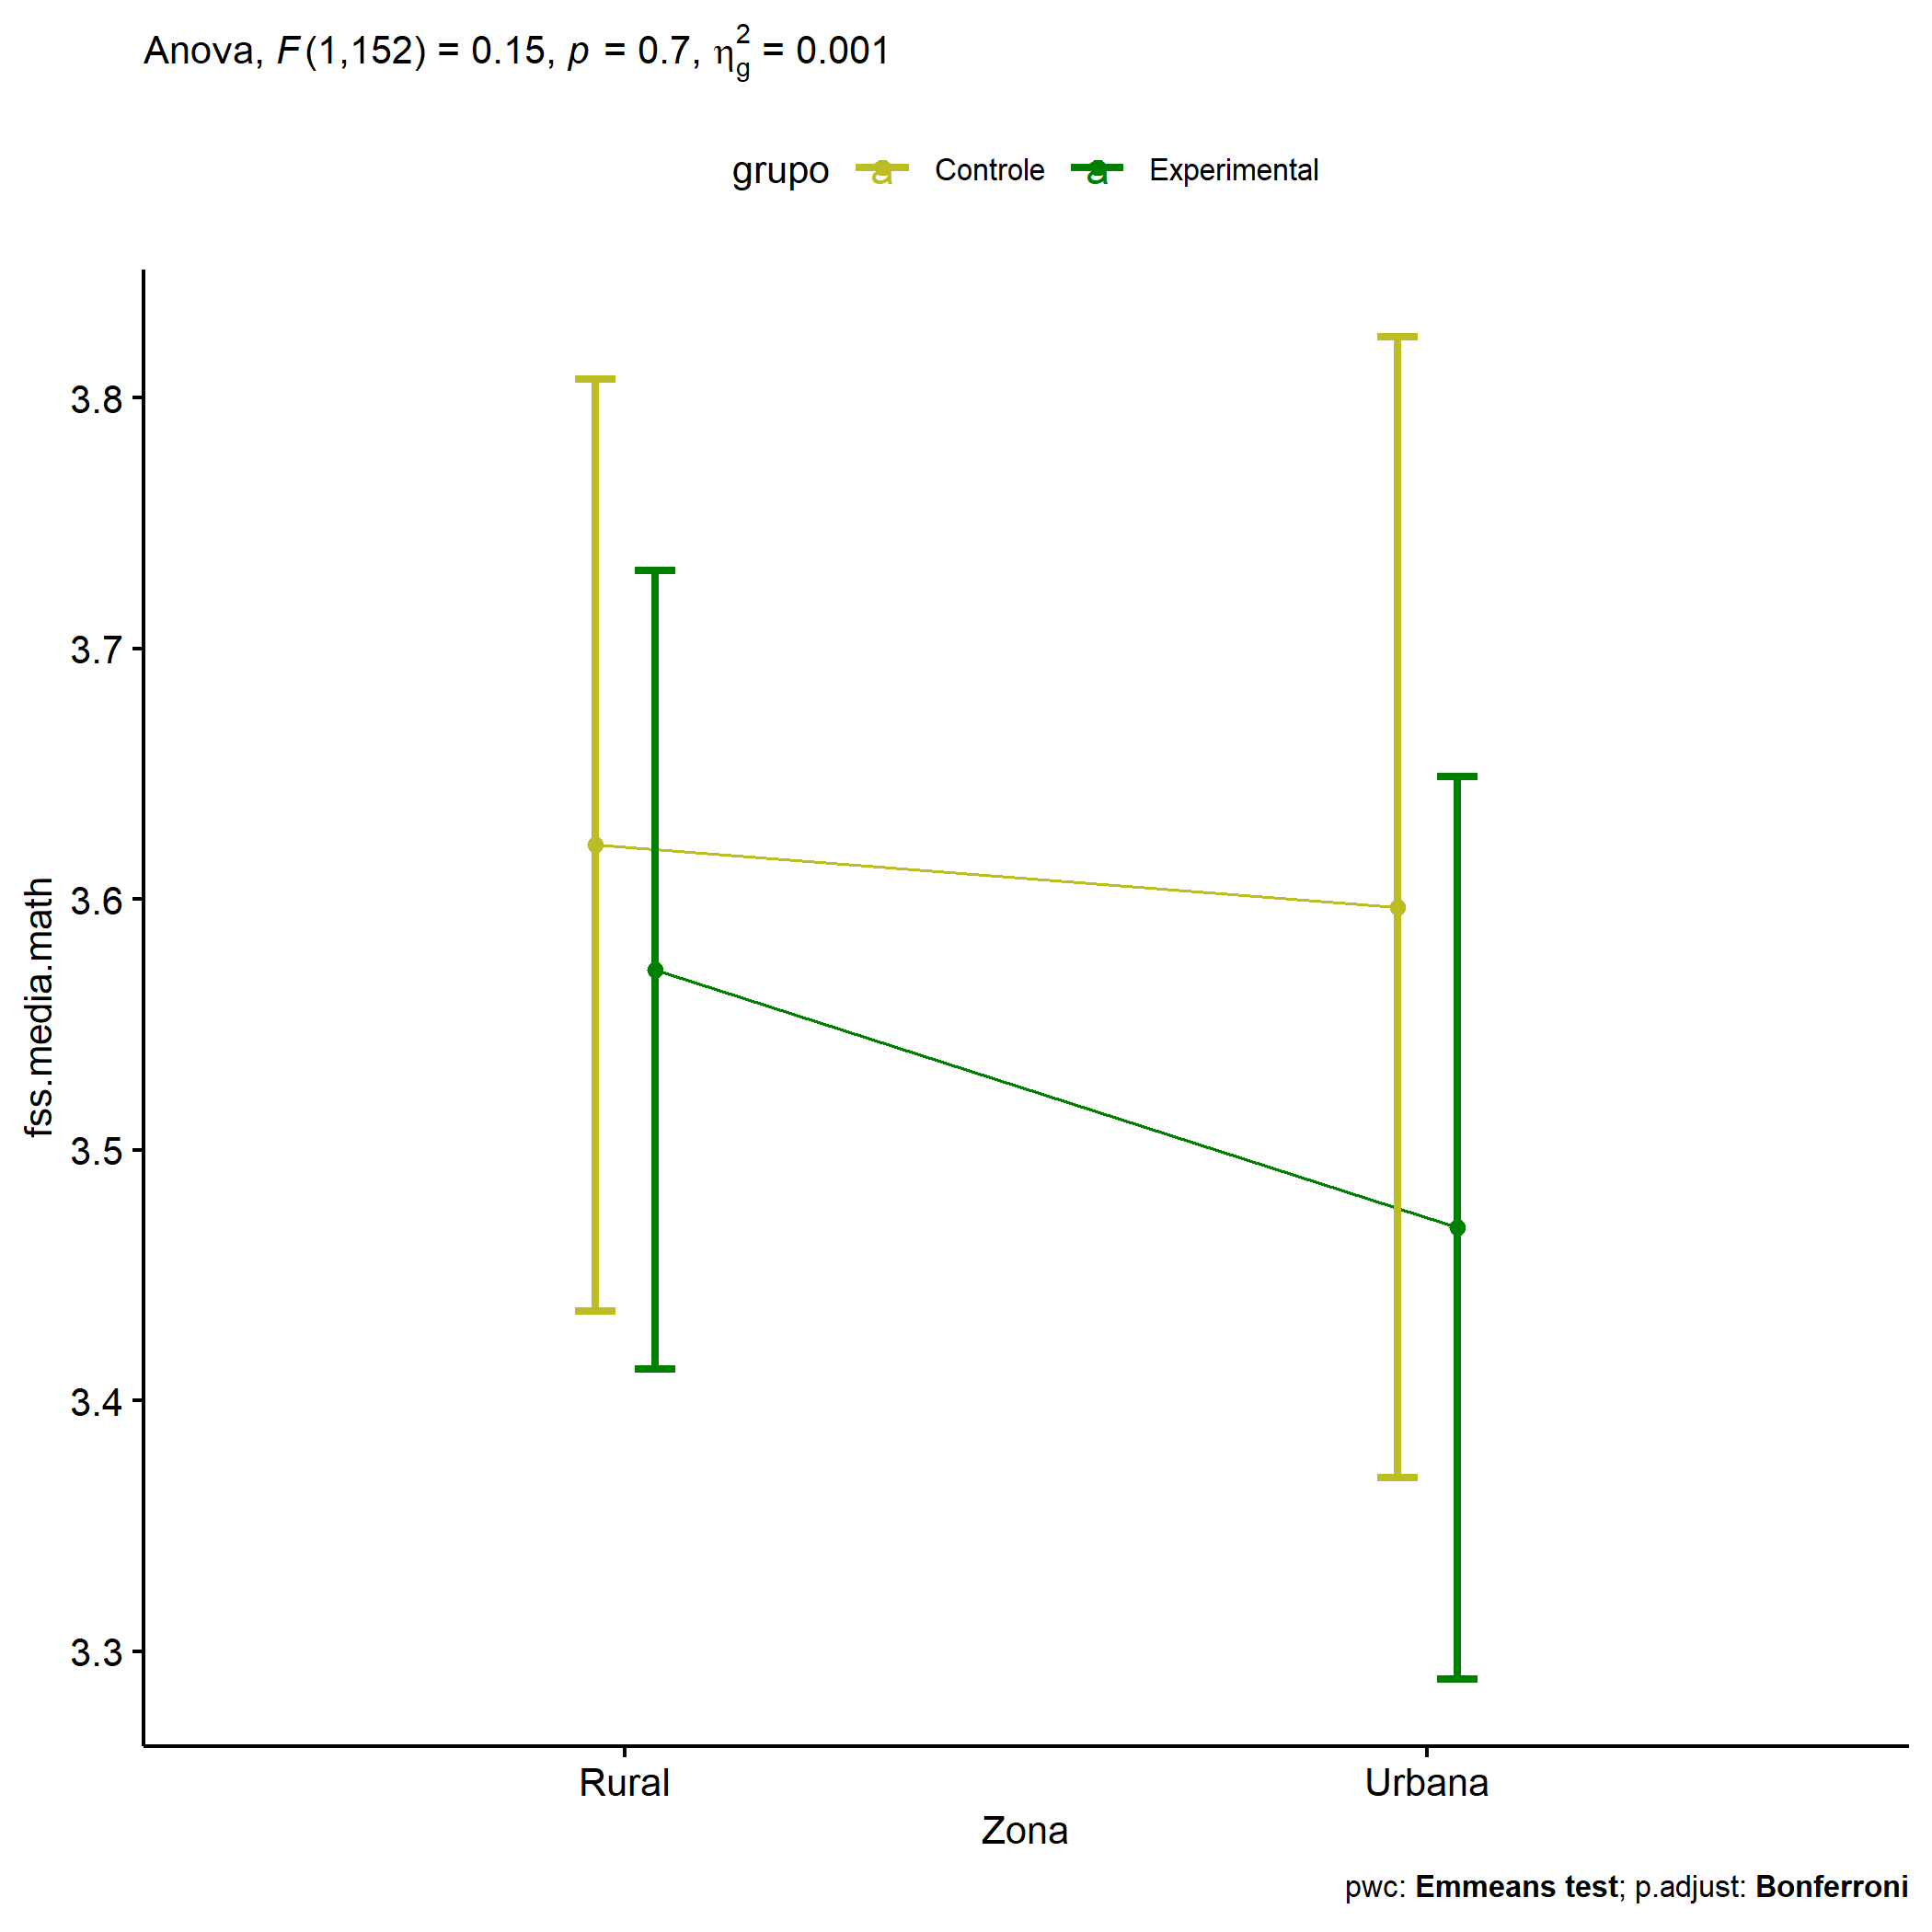 Anova, F(1,152) = 0.15, p = 0.7, η²g = 0.001
grupo a Controle a Experimental
3.8
3.7
3.6
3.5
3.4
3.3
fss.media.math
Rural Urbana
Zona
pwc: Emmeans test; p.adjust: Bonferroni